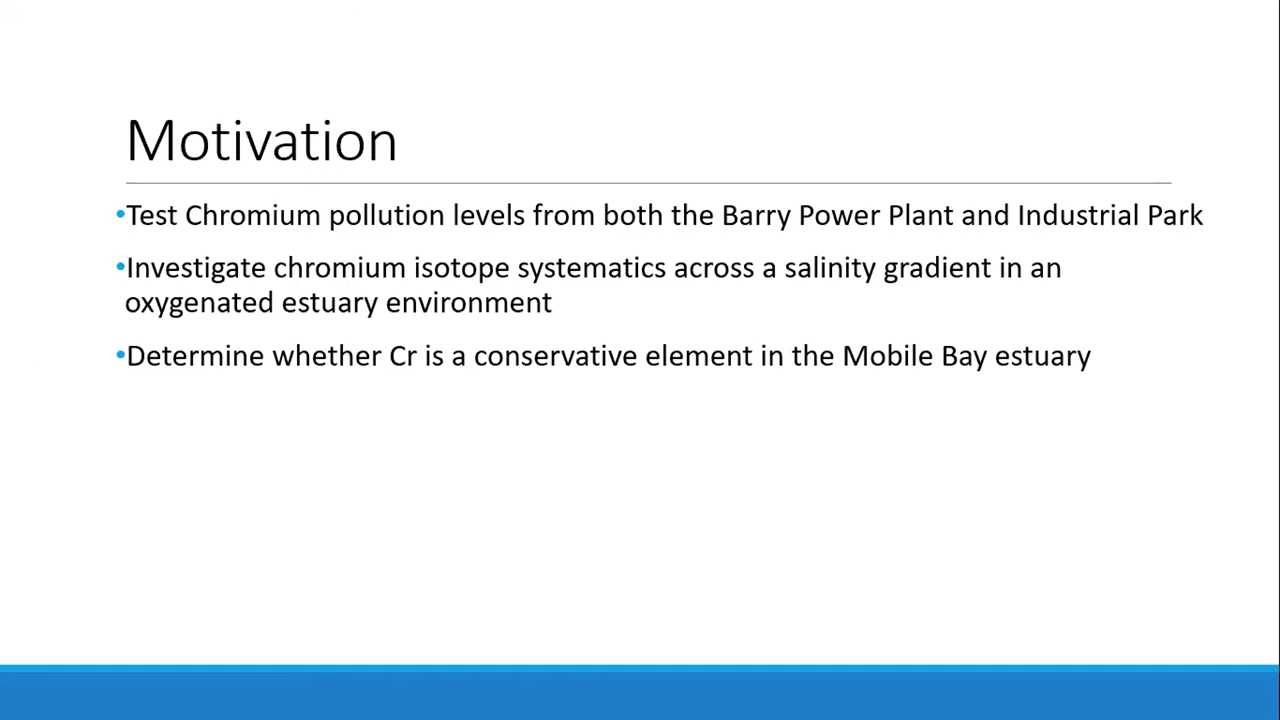 Motivation
•Test Chromium pollution levels from both the Barry Power Plant and Industrial Park
•Investigate chromium isotope systematics across a salinity gradient in an
oxygenated estuary environment
•Determine whether Cr is a conservative element in the Mobile Bay estuary